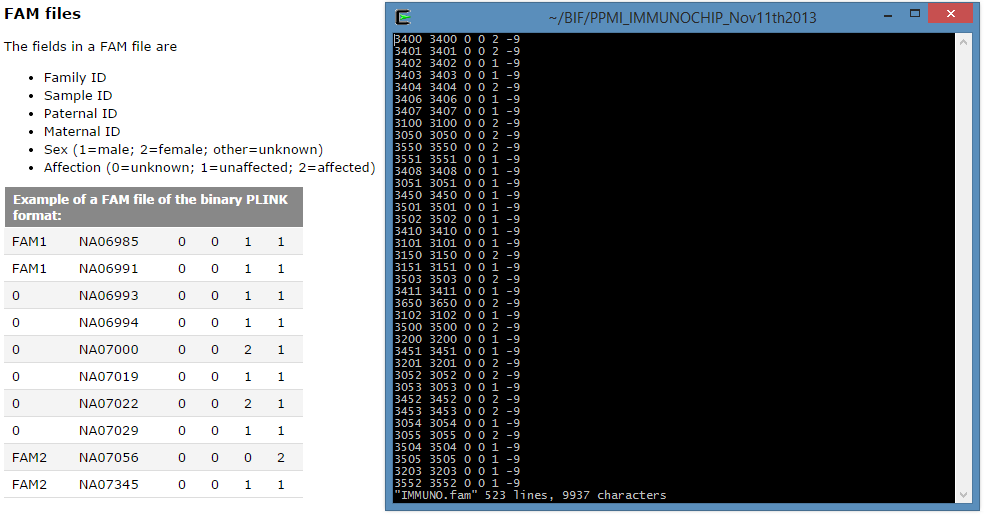 FAM files
The fields in a FAM file are
• Family ID
• Sample ID
• Paternal ID
• Maternal ID
• Sex (1=male; 2=female; other=unknown)
• Affection (0=unknown; 1=unaffected; 2=affected)
Example of a FAM file of the binary PLINK
format:
FAM1 NA06985 0 0 1 1
FAM1 NA06991 0 0 1 1
0 NA06993 0 0 1 1
0 NA06994 0 0 1 1
0 NA07000 0 0 2 1
0 NA07019 0 0 1 1
0 NA07022 0 0 2 1
0 NA07029 0 0 1 1
FAM2 NA07056 0 0 0 2
FAM2 NA07345 0 0 1 1
~/BIF/PPMI_IMMUNOCHIP_Nov11th2013
3400 3400 0 0 2 -9
3401 3401 0 0 2 -9
3402 3402 0 0 1 -9
3403 3403 0 0 1 -9
3404 3404 0 0 2 -9
3406 3406 0 0 1 -9
3407 3407 0 0 1 -9
3100 3100 0 0 2 -9
3050 3050 0 0 2 -9
3550 3550 0 0 2 -9
3551 3551 0 0 1 -9
3408 3408 0 0 1 -9
3051 3051 0 0 1 -9
3450 3450 0 0 1 -9
3501 3501 0 0 1 -9
3502 3502 0 0 1 -9
3410 3410 0 0 1 -9
3101 3101 0 0 1 -9
3150 3150 0 0 2 -9
3151 3151 0 0 1 -9
3503 3503 0 0 2 -9
3411 3411 0 0 1 -9
3650 3650 0 0 2 -9
3102 3102 0 0 1 -9
3500 3500 0 0 2 -9
3200 3200 0 0 1 -9
3451 3451 0 0 1 -9
3201 3201 0 0 2 -9
3052 3052 0 0 2 -9
3053 3053 0 0 1 -9
3452 3452 0 0 2 -9
3453 3453 0 0 2 -9
3054 3054 0 0 1 -9
3055 3055 0 0 2 -9
3504 3504 0 0 1 -9
3505 3505 0 0 1 -9
3203 3203 0 0 1 -9
3552 3552 0 0 1 -9
"IMMUNO.fam" 523 lines, 9937 characters